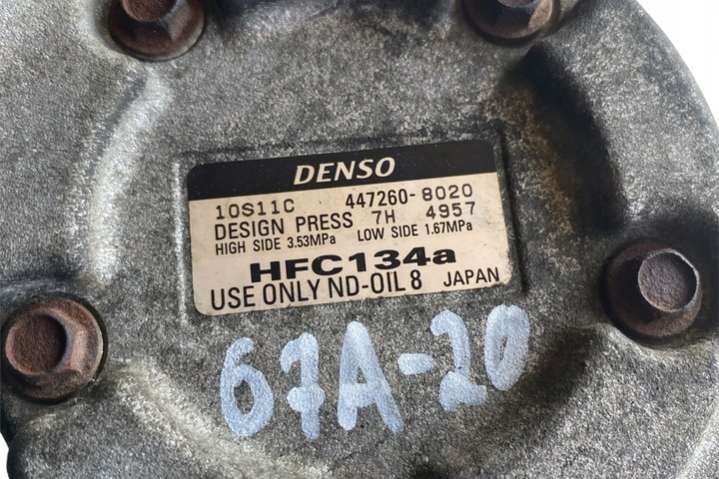 DENSO
10S11C 447260-8020
DESIGN PRESS 7H 4957
HIGH SIDE 3.53MPa LOW SIDE 1.67MPa
HFC134a
USE ONLY ND-OIL 8 JAPAN
67A-20